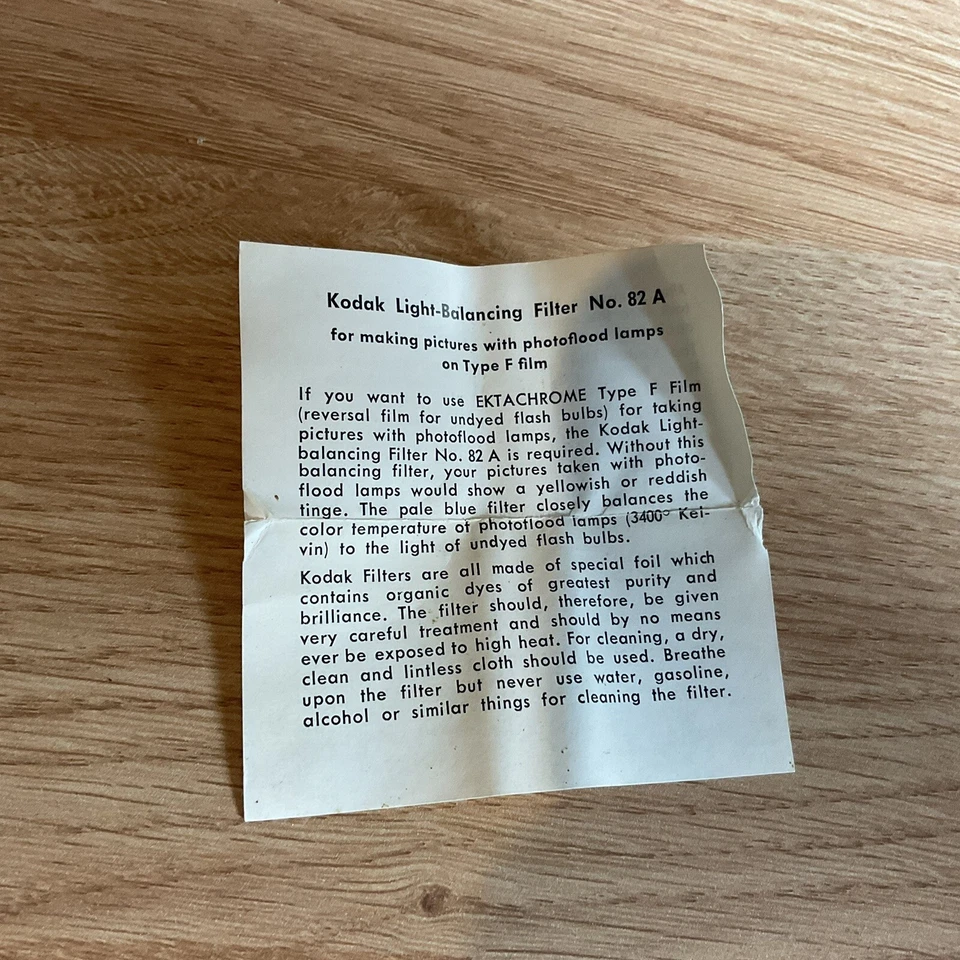 Kodak Light-Balancing Filter No. 82 A
for making pictures with photoflood lamps
on Type F film
If you want to use EKTACHROME Type F Film
(reversal film for undyed flash bulbs) for taking
pictures with photoflood lamps, the Kodak Light-
balancing Filter No. 82 A is required. Without this
balancing filter, your pictures taken with photo-
flood lamps would show a yellowish or reddish
tinge. The pale blue filter closely balances the
color temperature of photoflood lamps (3400° Kel-
vin) to the light of undyed flash bulbs.
Kodak Filters are all made of special foil which
contains organic dyes of greatest purity and
brilliance. The filter should, therefore, be given
very careful treatment and should by no means
ever be exposed to high heat. For cleaning, a dry,
clean and lintless cloth should be used. Breathe
upon the filter but never use water, gasoline,
alcohol or similar things for cleaning the filter.